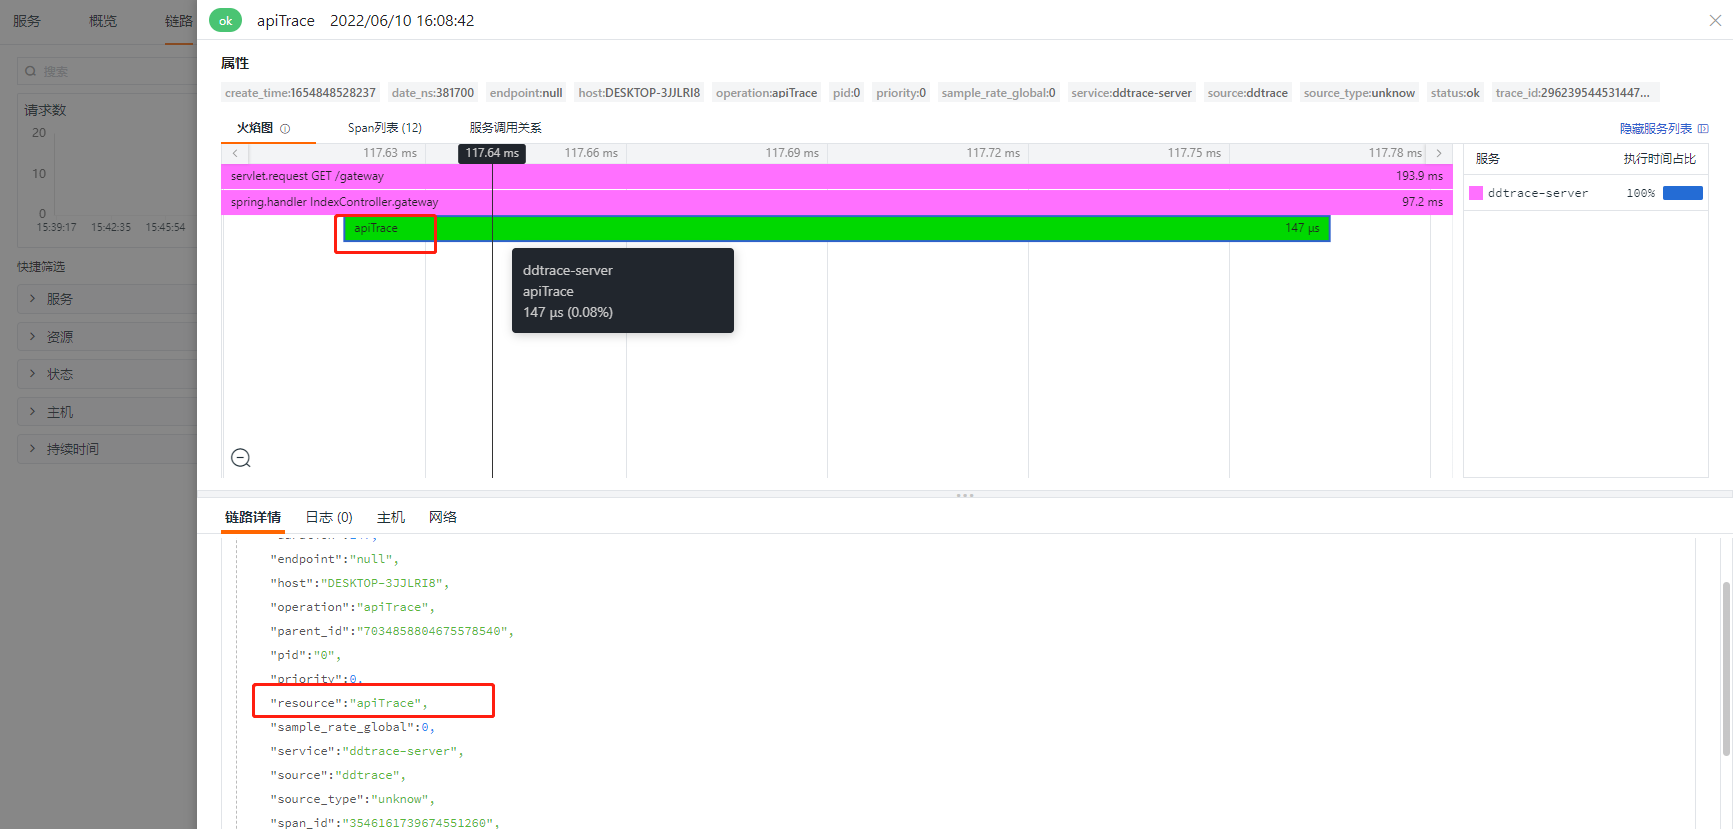 服务 概览 链路
ok apiTrace 2022/06/10 16:08:42
搜索
属性
create_time:1654848528237 date_ns:381700 endpoint:null host:DESKTOP-3JJLRI8 operation:apiTrace pid:0 priority:0 sample_rate_global:0 service:ddtrace-server source:ddtrace source_type:unknow status:ok trace_id:296239544531447...
请求数
20
10
0
15:39:17 15:42:35 15:45:54
快捷筛选
服务
资源
状态
主机
持续时间
火焰图 Span列表 (12) 服务调用关系
隐藏服务列表
117.63 ms 117.64 ms 117.66 ms 117.69 ms 117.72 ms 117.75 ms 117.78 ms
servlet.request GET /gateway 193.9 ms
spring.handler IndexController.gateway 97.2 ms
apiTrace 147 μs
ddtrace-server
apiTrace
147 μs (0.08%)
服务 执行时间占比
ddtrace-server 100%
链路详情 日志 (0) 主机 网络
"endpoint":"null",
"host":"DESKTOP-3JJLRI8",
"operation":"apiTrace",
"parent_id":"7034858804675578540",
"pid":"0",
"priority":0,
"resource":"apiTrace",
"sample_rate_global":0,
"service":"ddtrace-server",
"source":"ddtrace",
"source_type":"unknow",
"span_id":"3546161739674551260",